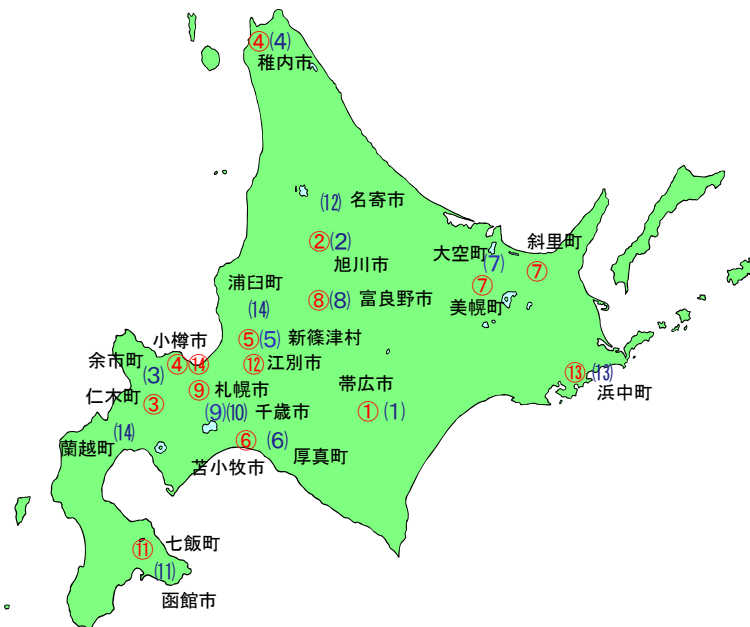 ④(4)
稚内市
(12) 名寄市
②(2)
旭川市
大空町
(7)
斜里町
⑦
⑦
美幌町
浦臼町
(14)
⑧(8) 富良野市
⑤(5) 新篠津村
小樽市
④⑭
⑫江別市
余市町
(3)
仁木町
③
⑨札幌市
(9)(10)千歳市
帯広市
①(1)
⑬(13)
浜中町
(14)
蘭越町
⑥(6)
苫小牧市
厚真町
七飯町
⑪
(11)
函館市